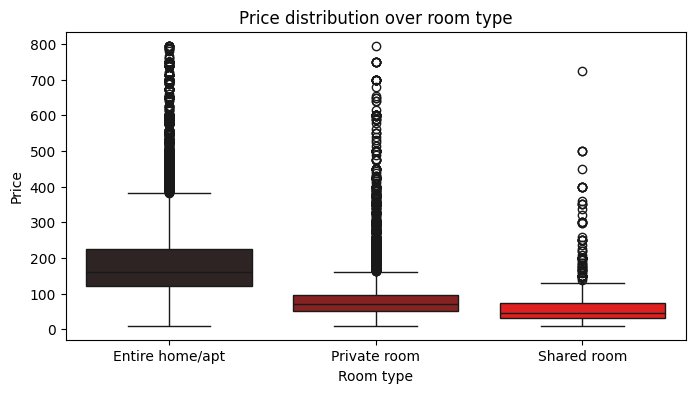 Price distribution over room type
800
700
600
500
400
300
200
100
0
Price
Entire home/apt
Private room
Shared room
Room type